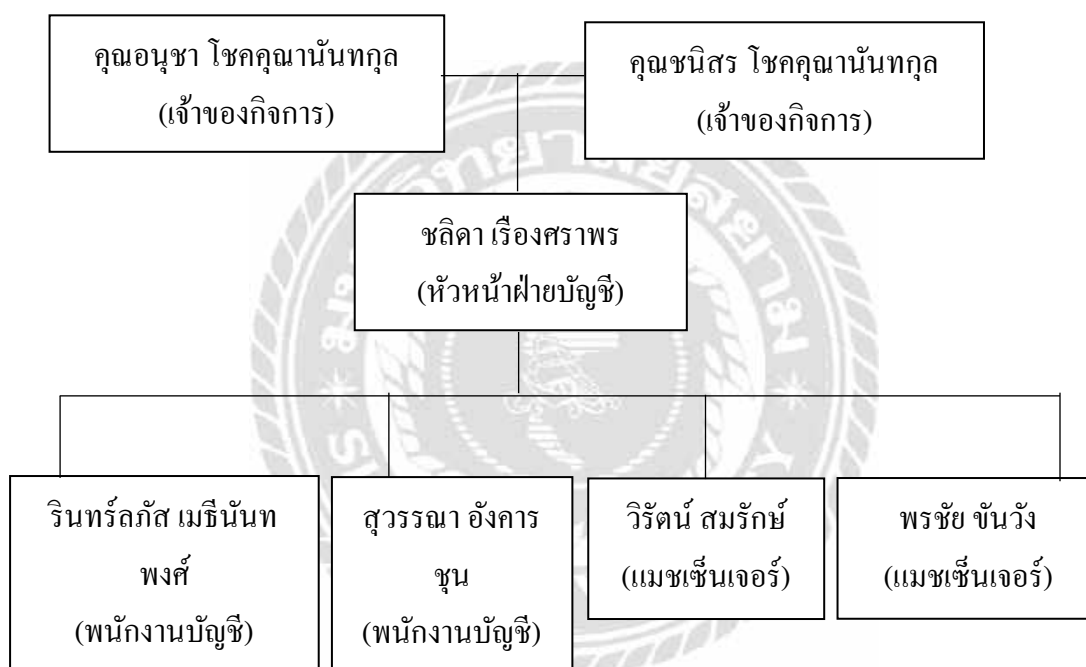 คุณอนุชา โชคคุณานันทกุล
(เจ้าของกิจการ)
คุณชนิสร โชคคุณานันทกุล
(เจ้าของกิจการ)
ชลิดา เรืองศราพร
(หัวหน้าฝ่ายบัญชี)
รินทร์ลภัส เมธีนันท
พงศ์
(พนักงานบัญชี)
สุวรรณา อังคาร
ชุน
(พนักงานบัญชี)
วิรัตน์ สมรักษ์
(แมชเซ็นเจอร์)
พรชัย ขันวัง
(แมชเซ็นเจอร์)